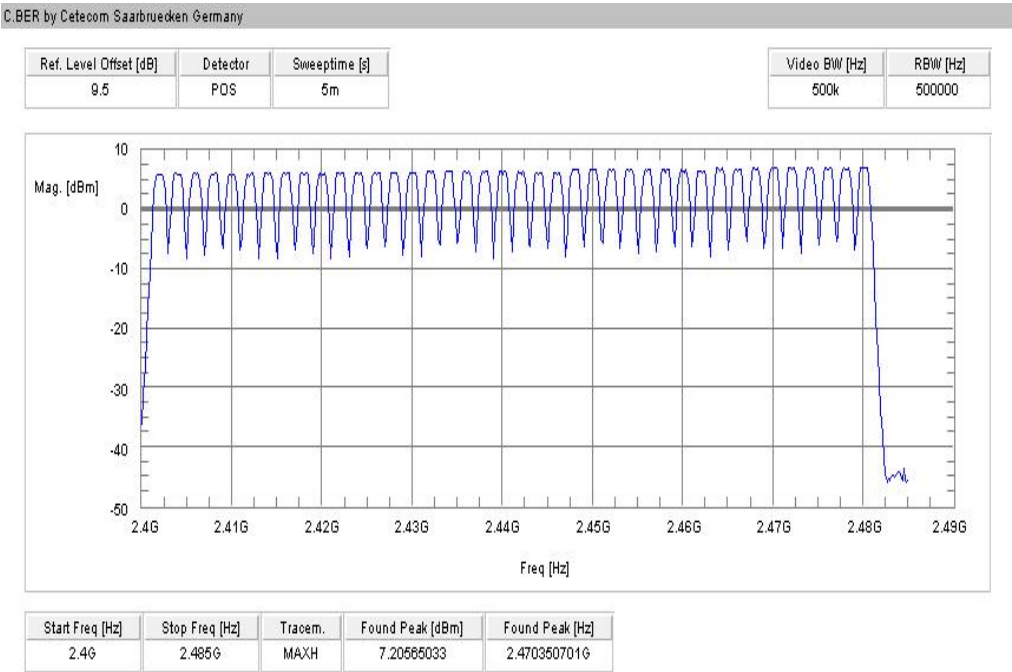 C.BER by Cetecom Saarbruecken Germany
Ref. Level Offset [dB] Detector Sweeptime [s] Video BW [Hz] RBW [Hz]
9.5 POS 5m 500k 500000
10
Mag. [dBm]
0
-10
-20
-30
-40
-50
2.4G 2.41G 2.42G 2.43G 2.44G 2.45G 2.46G 2.47G 2.48G 2.49G
Freq [Hz]
Start Freq [Hz] Stop Freq [Hz] Tracem. Found Peak [dBm] Found Peak [Hz]
2.4G 2.485G MAXH 7.20565033 2.470350701G